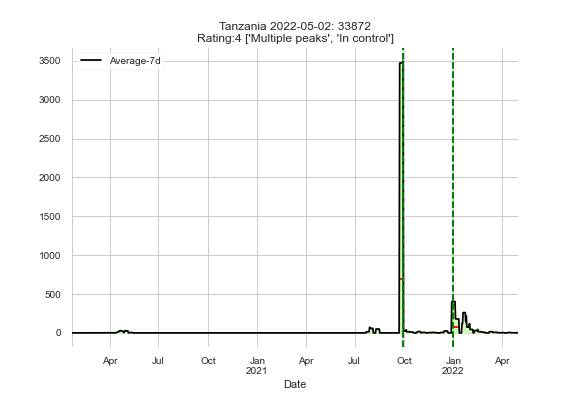 Tanzania 2022-05-02: 33872
Rating:4 ['Multiple peaks', 'In control']
Average-7d
3500
3000
2500
2000
1500
1000
500
0
Apr Jul Oct Jan Apr Jul Oct Jan Apr
2021 2022
Date